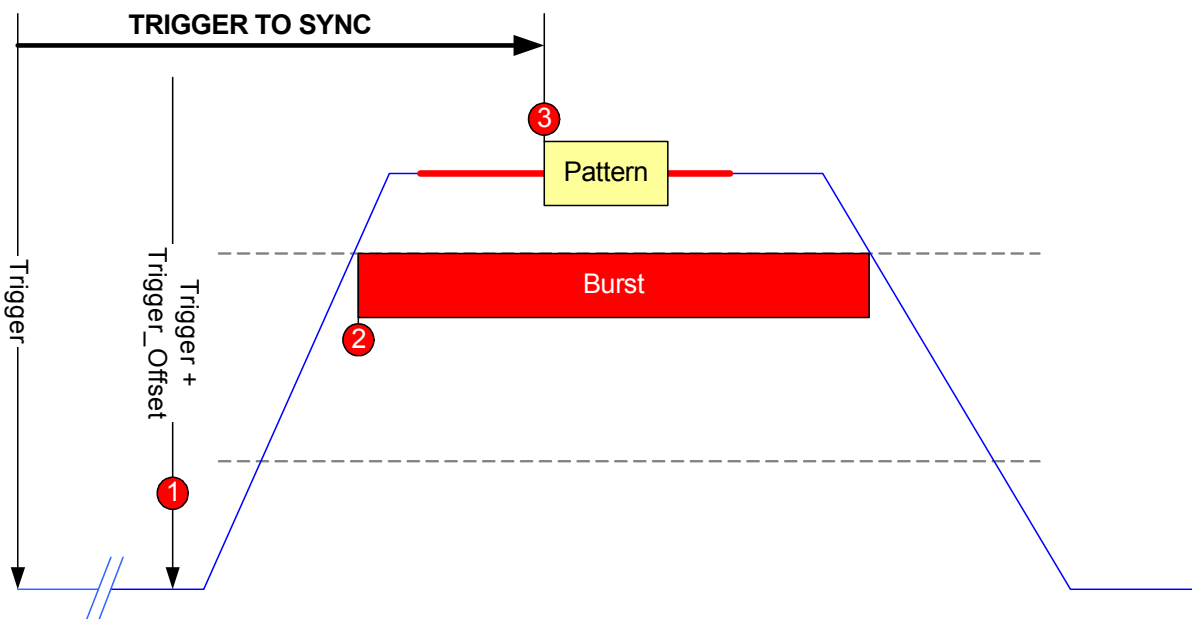 TRIGGER TO SYNC
3
Pattern
Trigger
Trigger +
Trigger_Offset
Burst
2
1